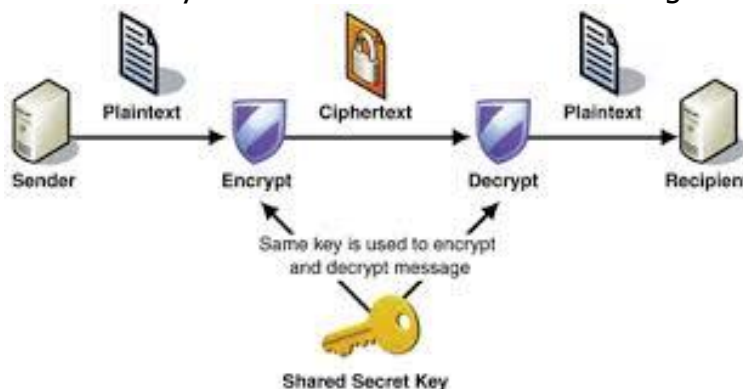 Plaintext
Ciphertext
Plaintext
Sender
Encrypt
Decrypt
Recipien
Same key is used to encrypt
and decrypt message
Shared Secret Key